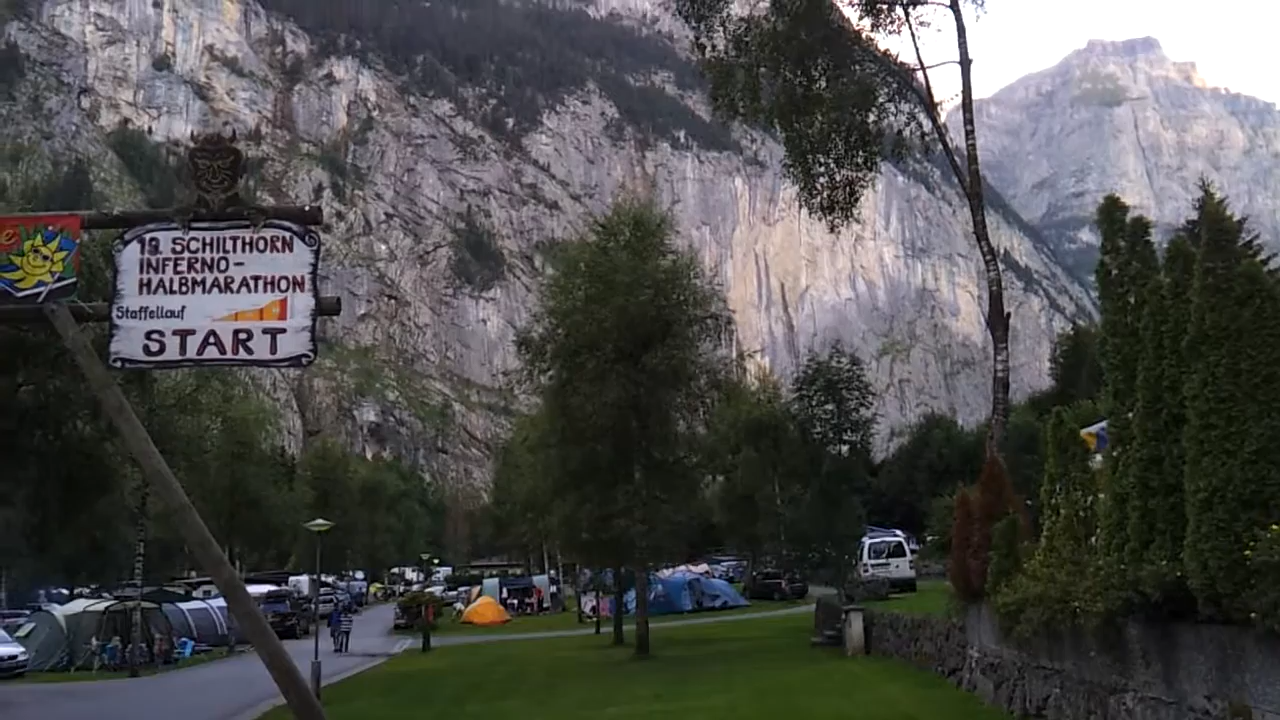 e
19. SCHILTHORN
INFERNO-
HALBMARATHON
Staffellauf
START